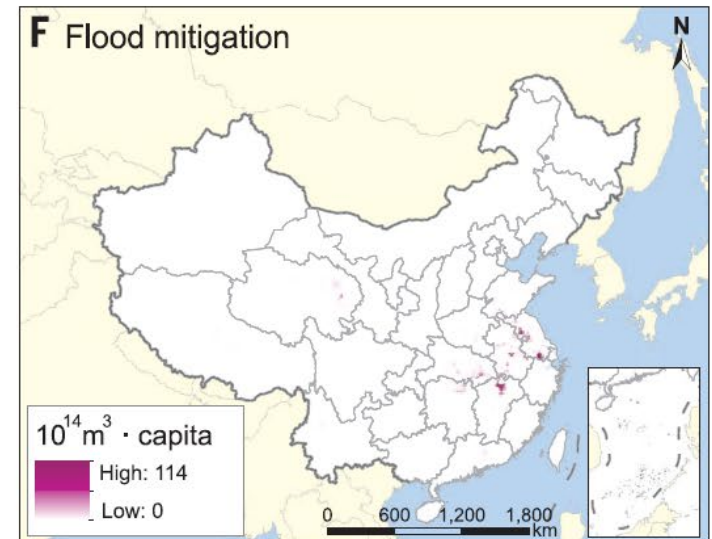 F Flood mitigation
N
10¹⁴m³ · capita
High: 114
Low: 0
0 600 1,200 1,800
km